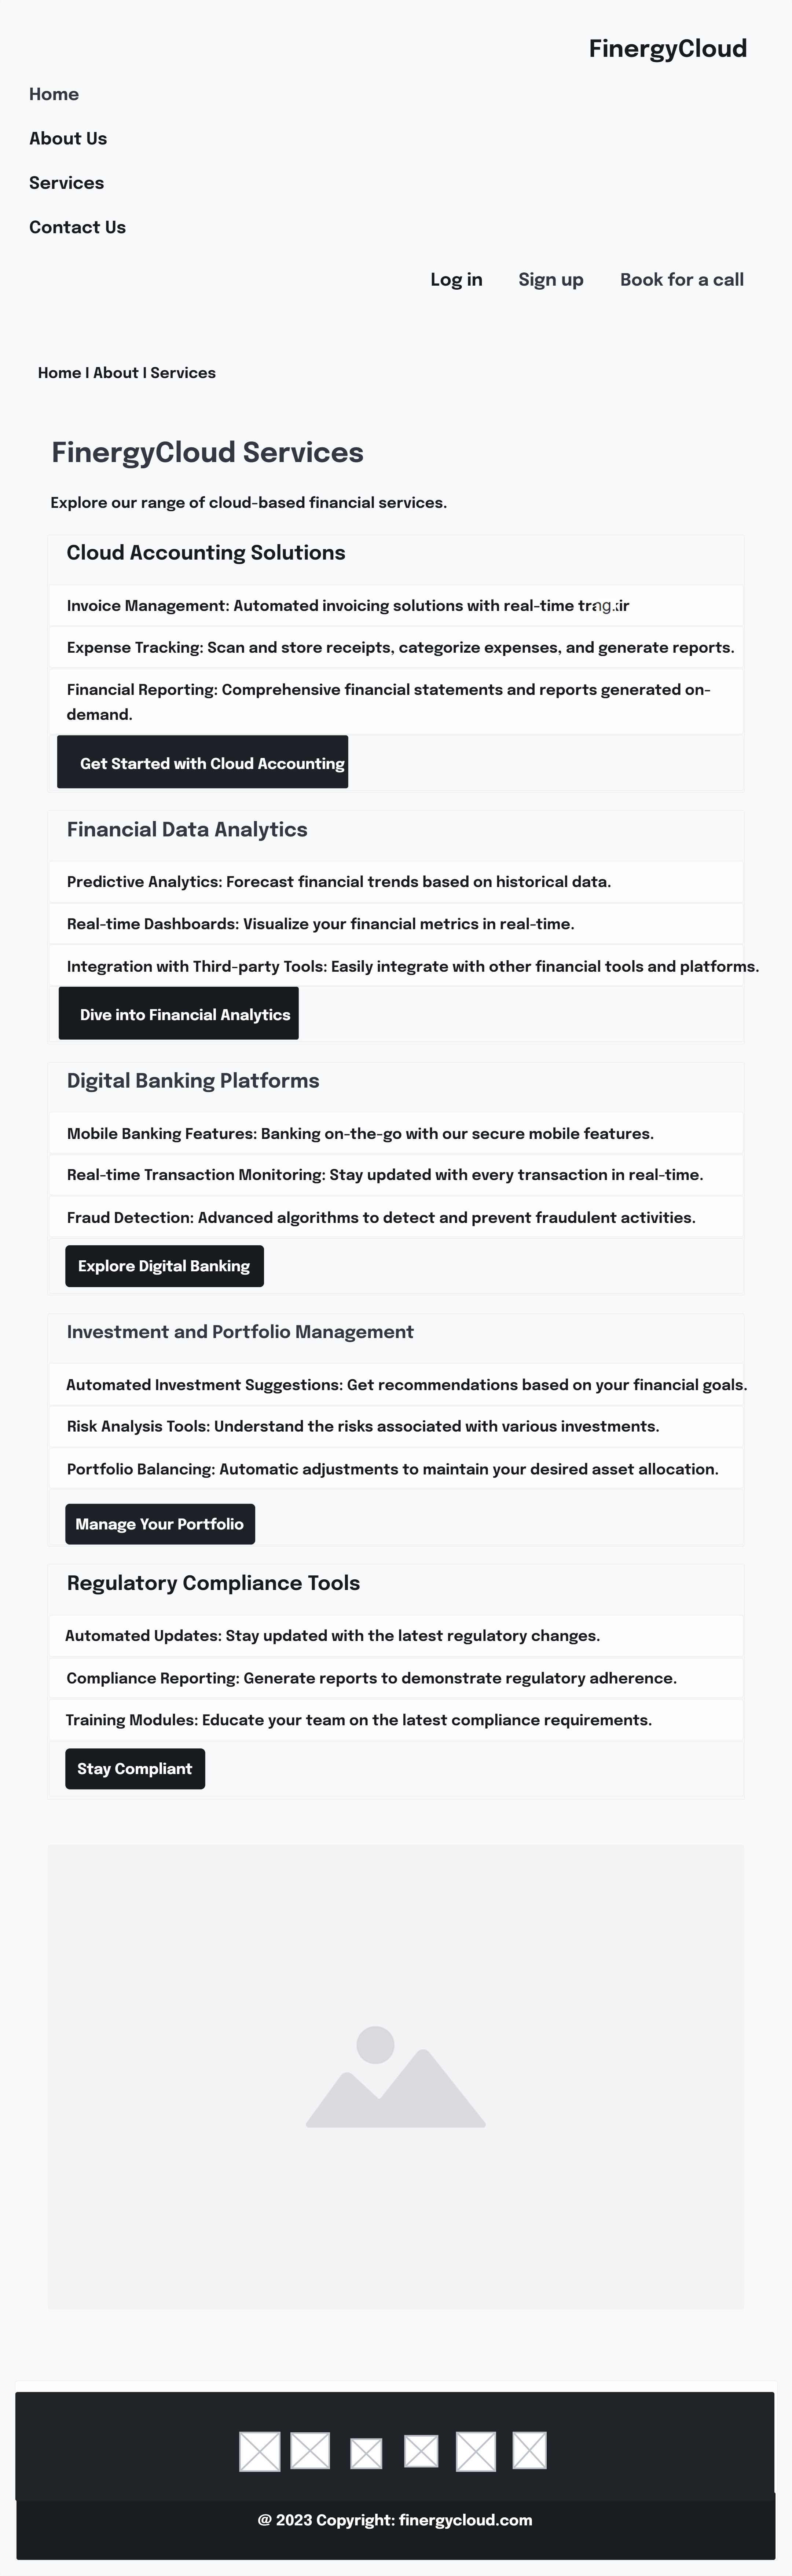 FinergyCloud
Home
About Us
Services
Contact Us
Log in Sign up Book for a call
Home I About I Services
FinergyCloud Services
Explore our range of cloud-based financial services.
Cloud Accounting Solutions
Invoice Management: Automated invoicing solutions with real-time
Expense Tracking: Scan and store receipts, categorize expenses, and generate reports.
Financial Reporting: Comprehensive financial statements and reports generated on-
demand.
Get Started with Cloud Accounting
Financial Data Analytics
Predictive Analytics: Forecast financial trends based on historical data.
Real-time Dashboards: Visualize your financial metrics in real-time.
Integration with Third-party Tools: Easily integrate with other financial tools and platforms.
Dive into Financial Analytics
Digital Banking Platforms
Mobile Banking Features: Banking on-the-go with our secure mobile features.
Real-time Transaction Monitoring: Stay updated with every transaction in real-time.
Fraud Detection: Advanced algorithms to detect and prevent fraudulent activities.
Explore Digital Banking
Investment and Portfolio Management
Automated Investment Suggestions: Get recommendations based on your financial goals.
Risk Analysis Tools: Understand the risks associated with various investments.
Portfolio Balancing: Automatic adjustments to maintain your desired asset allocation.
Manage Your Portfolio
Regulatory Compliance Tools
Automated Updates: Stay updated with the latest regulatory changes.
Compliance Reporting: Generate reports to demonstrate regulatory adherence.
Training Modules: Educate your team on the latest compliance requirements.
Stay Compliant
@ 2023 Copyright: finergycloud.com